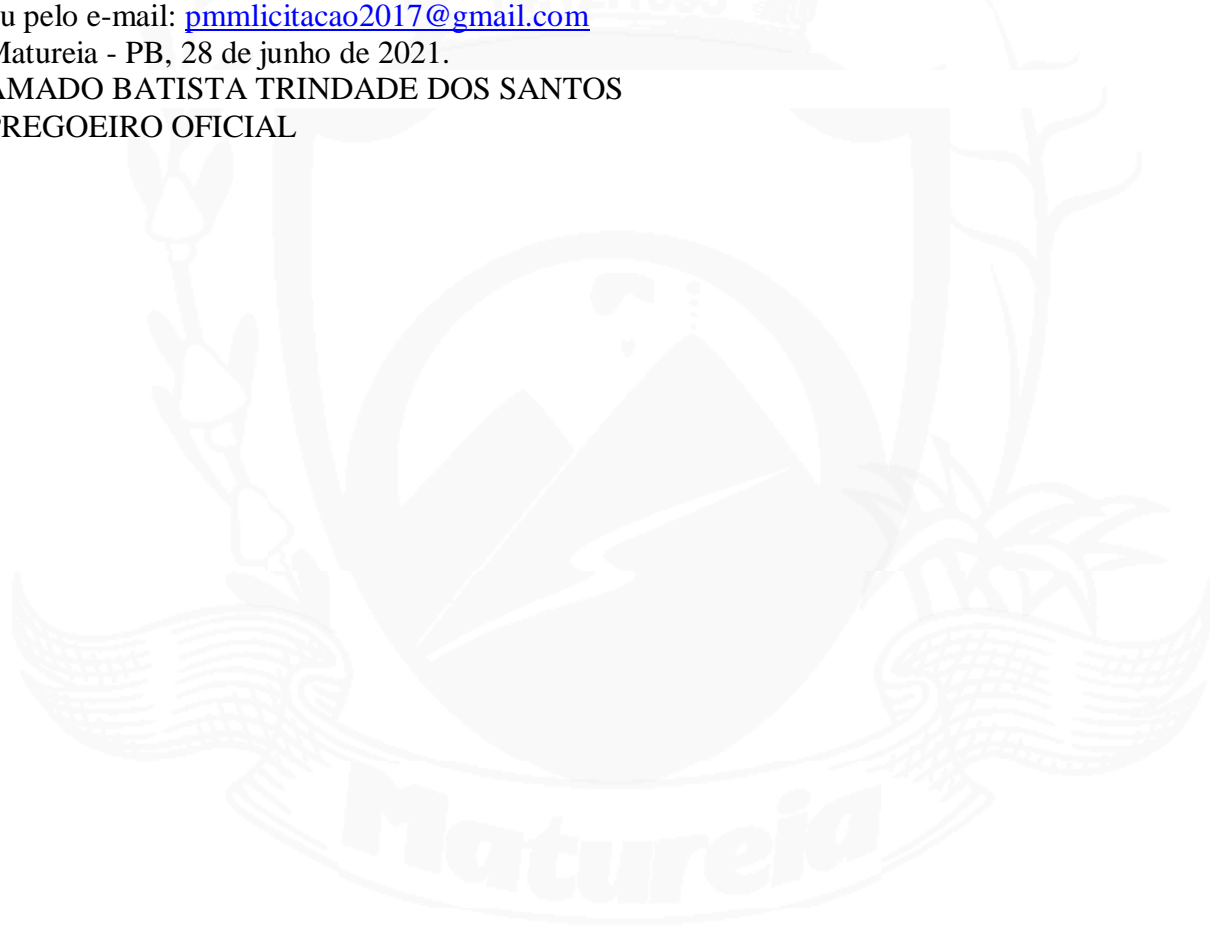 u pelo e-mail: pmmlicitacao2017@gmail.com
Matureia - PB, 28 de junho de 2021.
AMADO BATISTA TRINDADE DOS SANTOS
PREGOEIRO OFICIAL
Matureia